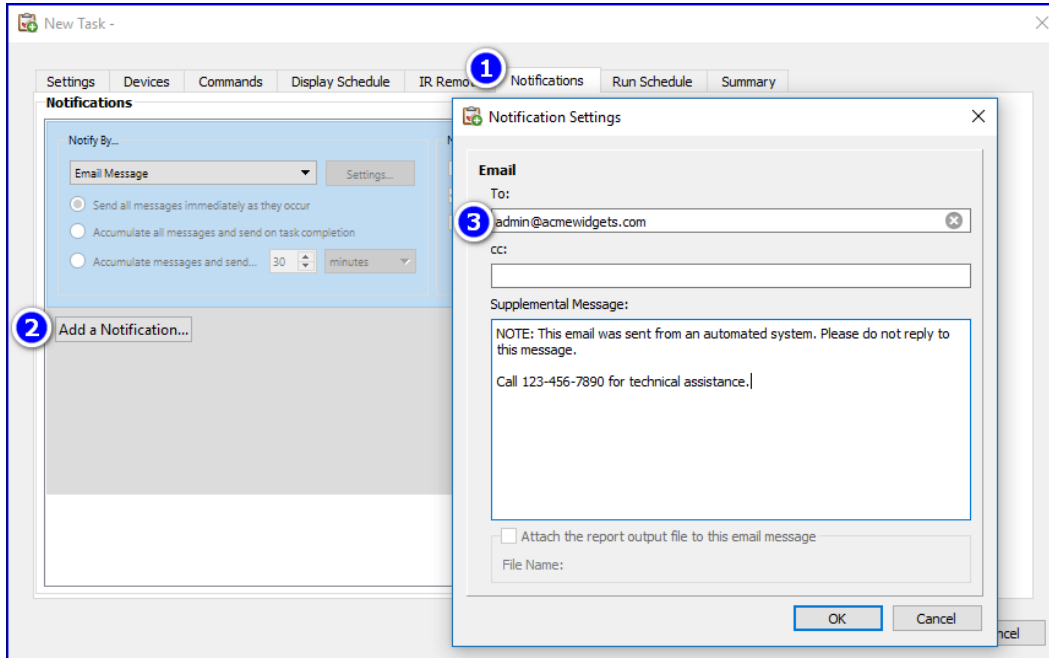 New Task -
Settings Devices Commands Display Schedule IR Remo 1 Notifications Run Schedule Summary
Notifications
Notify By...
Email Message Settings...
Send all messages immediately as they occur
Accumulate all messages and send on task completion
Accumulate messages and send... 30 minutes
2 Add a Notification...
Notification Settings
Email
To:
3 admin@acmewidgets.com
cc:
Supplemental Message:
NOTE: This email was sent from an automated system. Please do not reply to
this message.
Call 123-456-7890 for technical assistance.
Attach the report output file to this email message
File Name:
OK Cancel
ncel